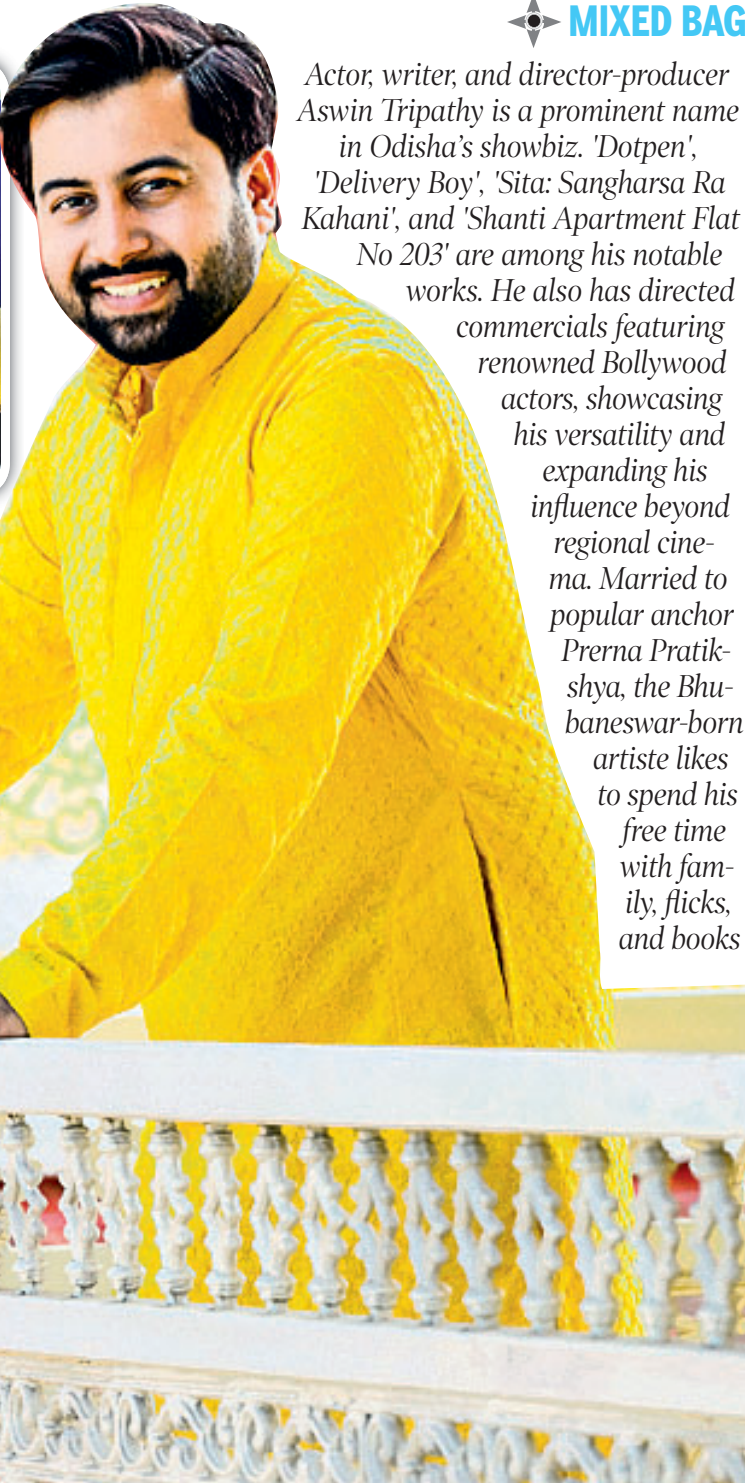 MIXED BAG
Actor, writer, and director-producer
Aswin Tripathy is a prominent name
in Odisha’s showbiz. 'Dotpen',
'Delivery Boy', 'Sita: Sangharsa Ra
Kahani', and 'Shanti Apartment Flat
No 203' are among his notable
works. He also has directed
commercials featuring
renowned Bollywood
actors, showcasing
his versatility and
expanding his
influence beyond
regional cine-
ma. Married to
popular anchor
Prerna Pratik-
shya, the Bhu-
baneswar-born
artiste likes
to spend his
free time
with fam-
ily, flicks,
and books